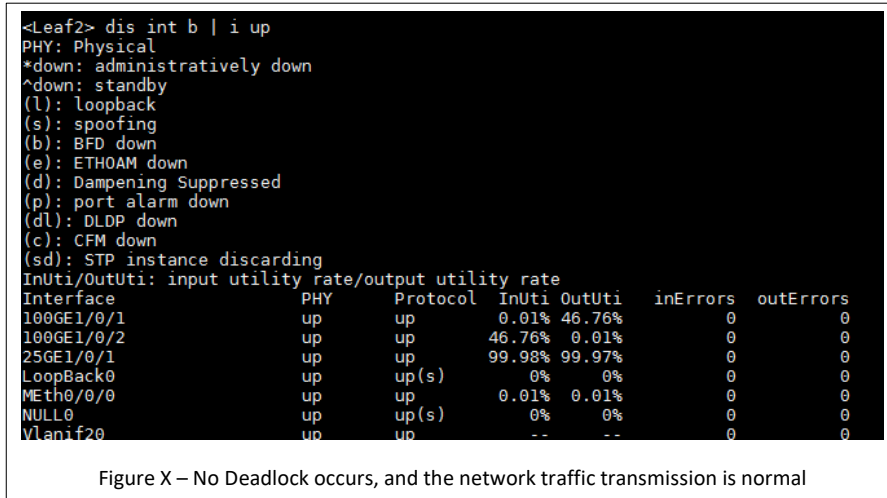 <Leaf2> dis int b | i up
PHY: Physical
*down: administratively down
^down: standby
(l): loopback
(s): spoofing
(b): BFD down
(e): ETHOAM down
(d): Dampening Suppressed
(p): port alarm down
(dl): DLDP down
(c): CFM down
(sd): STP instance discarding
InUti/OutUti: input utility rate/output utility rate
Interface PHY Protocol InUti OutUti inErrors outErrors
100GE1/0/1 up up 0.01% 46.76% 0 0
100GE1/0/2 up up 46.76% 0.01% 0 0
25GE1/0/1 up up 99.98% 99.97% 0 0
LoopBack0 up up(s) 0% 0% 0 0
MEth0/0/0 up up 0.01% 0.01% 0 0
NULL0 up up(s) 0% 0% 0 0
Vlanif20 up up -- -- 0 0
Figure X – No Deadlock occurs, and the network traffic transmission is normal